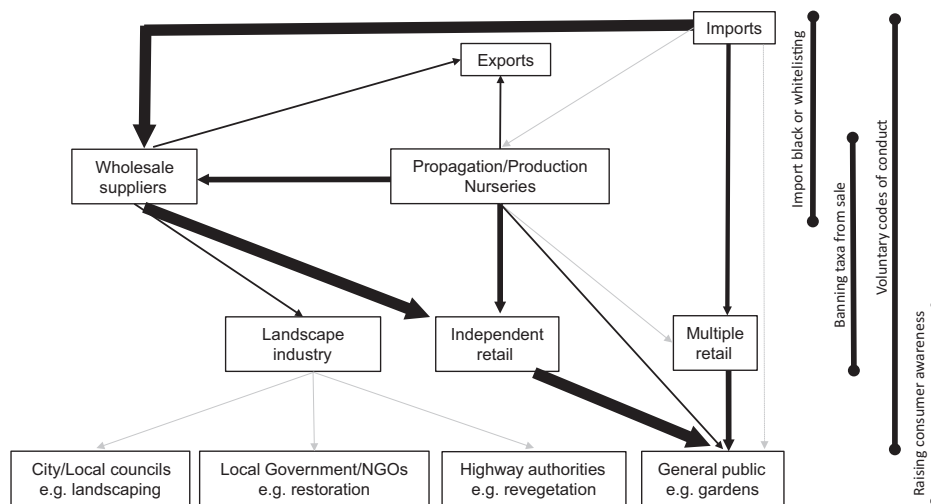 Imports
Exports
Wholesale
suppliers
Propagation/Production
Nurseries
Landscape
industry
Independent
retail
Multiple
retail
City/Local councils
e.g. landscaping
Local Government/NGOs
e.g. restoration
Highway authorities
e.g. revegetation
General public
e.g. gardens
Import black or whitelisting
Banning taxa from sale
Voluntary codes of conduct
Raising consumer awareness